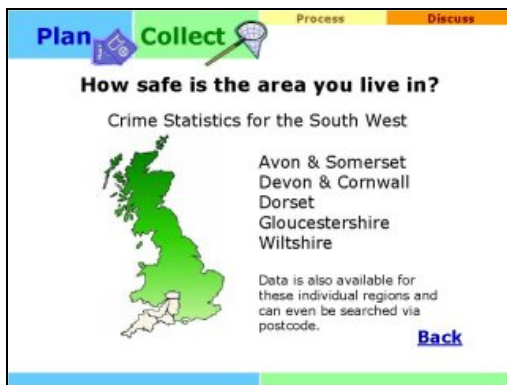 Plan Collect Process Discuss
How safe is the area you live in?
Crime Statistics for the South West
Avon & Somerset
Devon & Cornwall
Dorset
Gloucestershire
Wiltshire
Data is also available for
these individual regions and
can even be searched via
postcode.
Back